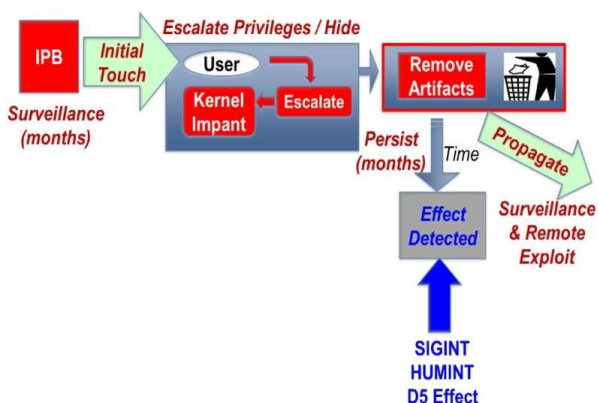 Escalate Privileges / Hide
IPB
Initial
Touch
User
Escalate
Kernel
Impant
Remove
Artifacts
Surveillance
(months)
Persist
(months)
Time
Propagate
Effect
Detected
Surveillance
& Remote
Exploit
SIGINT
HUMINT
D5 Effect